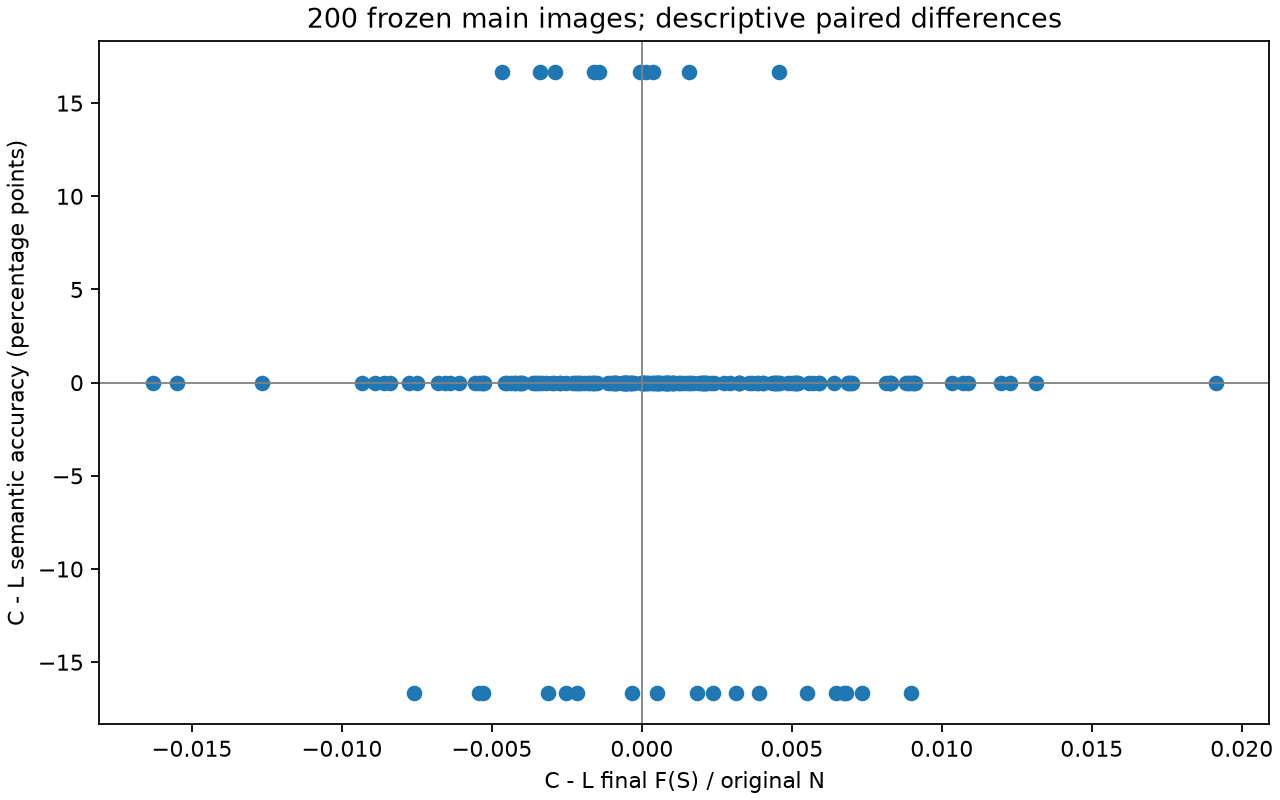 200 frozen main images; descriptive paired differences
C - L semantic accuracy (percentage points)
15
10
5
0
−5
−10
−15
−0.015 −0.010 −0.005 0.000 0.005 0.010 0.015 0.020
C - L final F(S) / original N